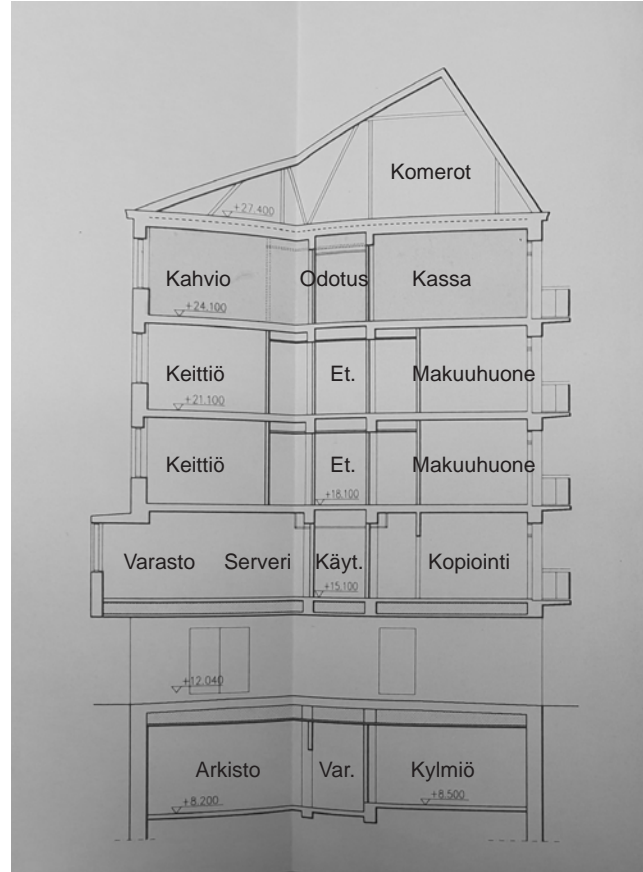 Komerot
+27.400
Kahvio Odotus Kassa
+24.100
Keittiö Et. Makuuhuone
+21.100
Keittiö Et. Makuuhuone
+18.100
Varasto Serveri Käyt. Kopiointi
+15.100
+12.040
Arkisto Var. Kylmiö
+8.200 +8.500